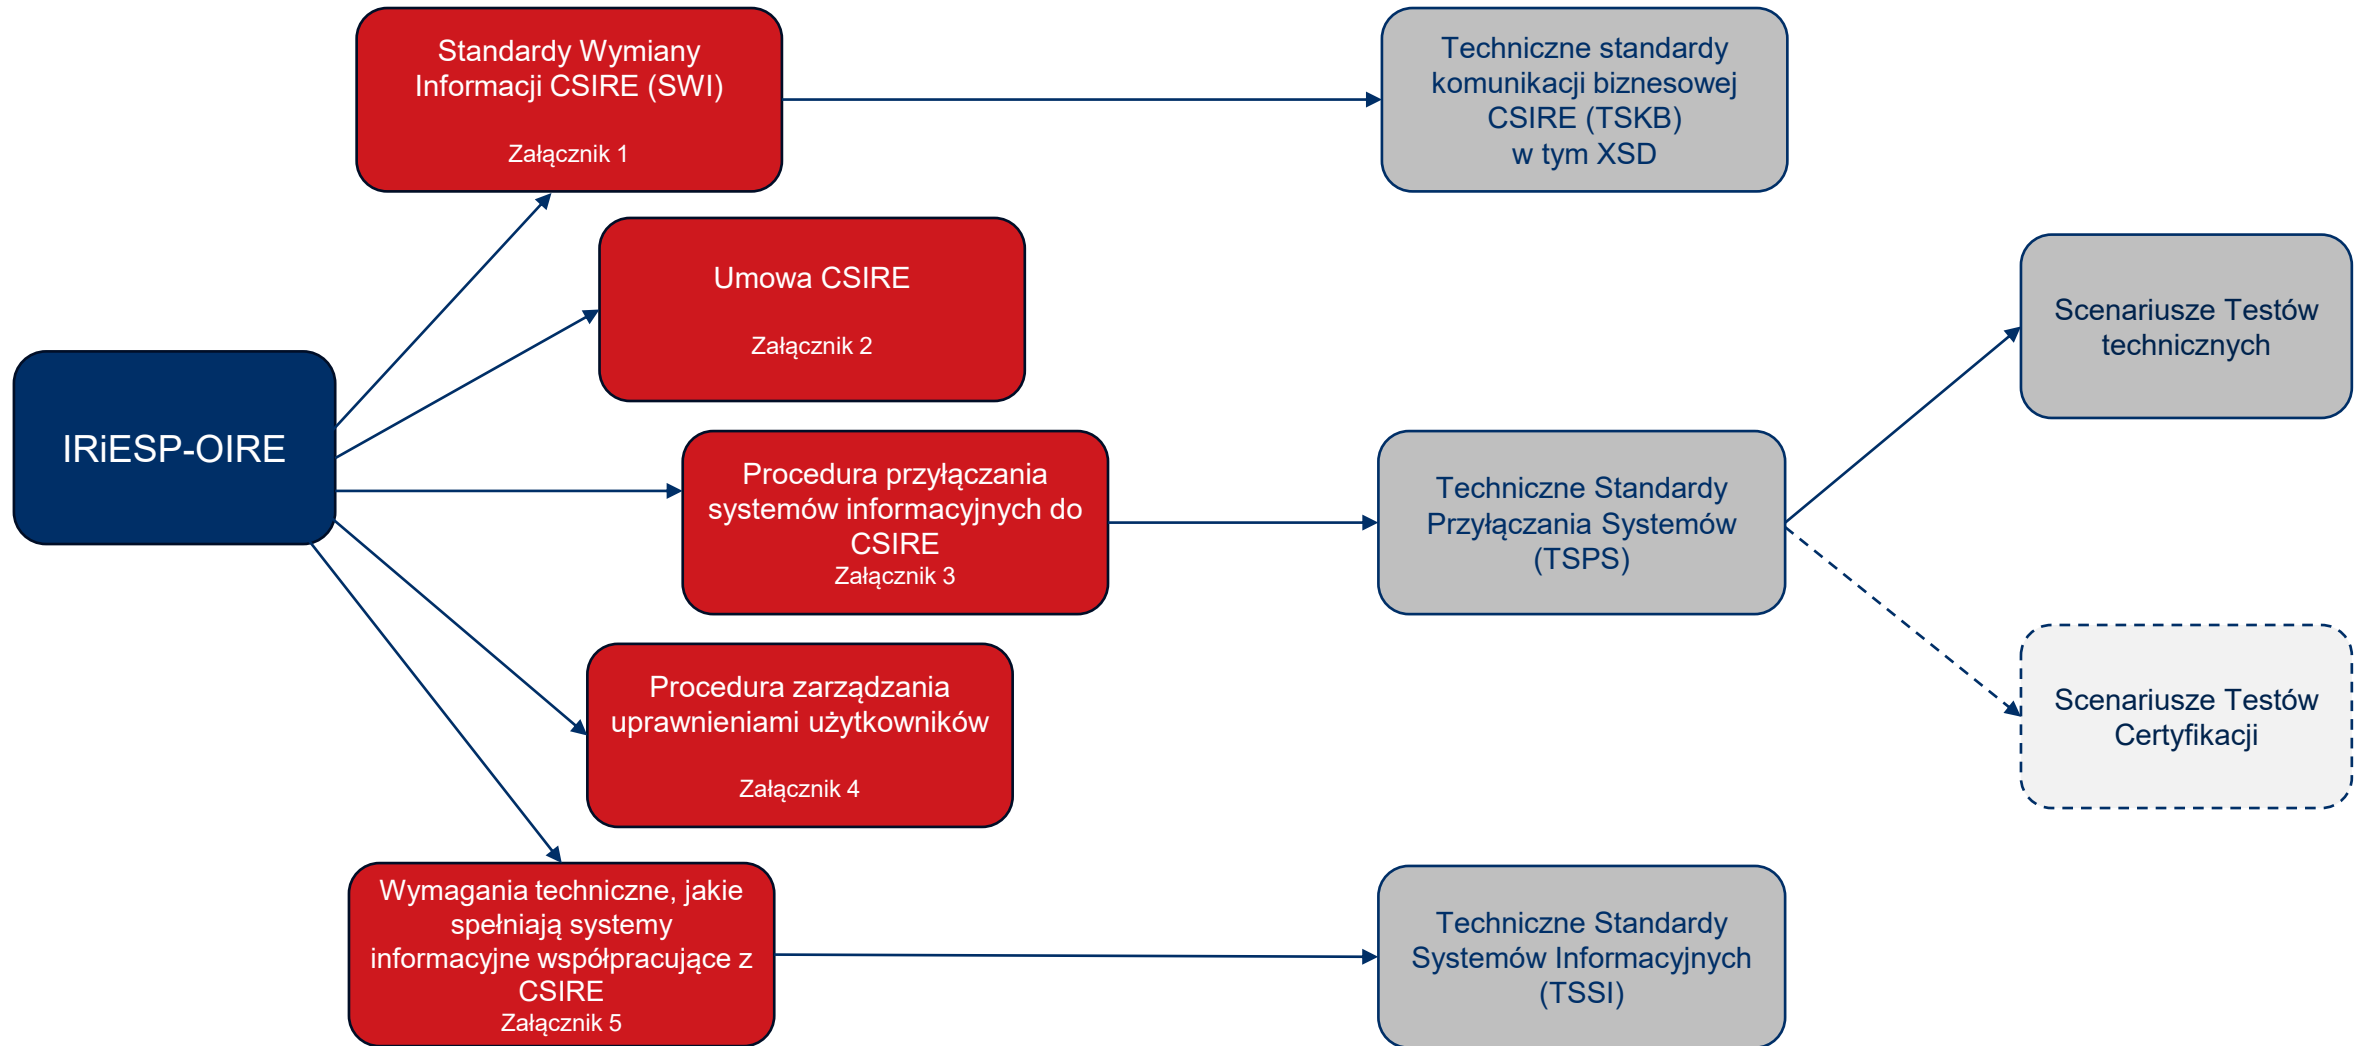 Standardy Wymiany
Informacji CSIRE (SWI)
Załącznik 1
Techniczne standardy
komunikacji biznesowej
CSIRE (TSKB)
w tym XSD
Umowa CSIRE
Załącznik 2
Scenariusze Testów
technicznych
IRiESP-OIRE
Procedura przyłączania
systemów informacyjnych do
CSIRE
Załącznik 3
Techniczne Standardy
Przyłączania Systemów
(TSPS)
Procedura zarządzania
uprawnieniami użytkowników
Załącznik 4
Scenariusze Testów
Certyfikacji
Wymagania techniczne, jakie
spełniają systemy
informacyjne współpracujące z
CSIRE
Załącznik 5
Techniczne Standardy
Systemów Informacyjnych
(TSSI)